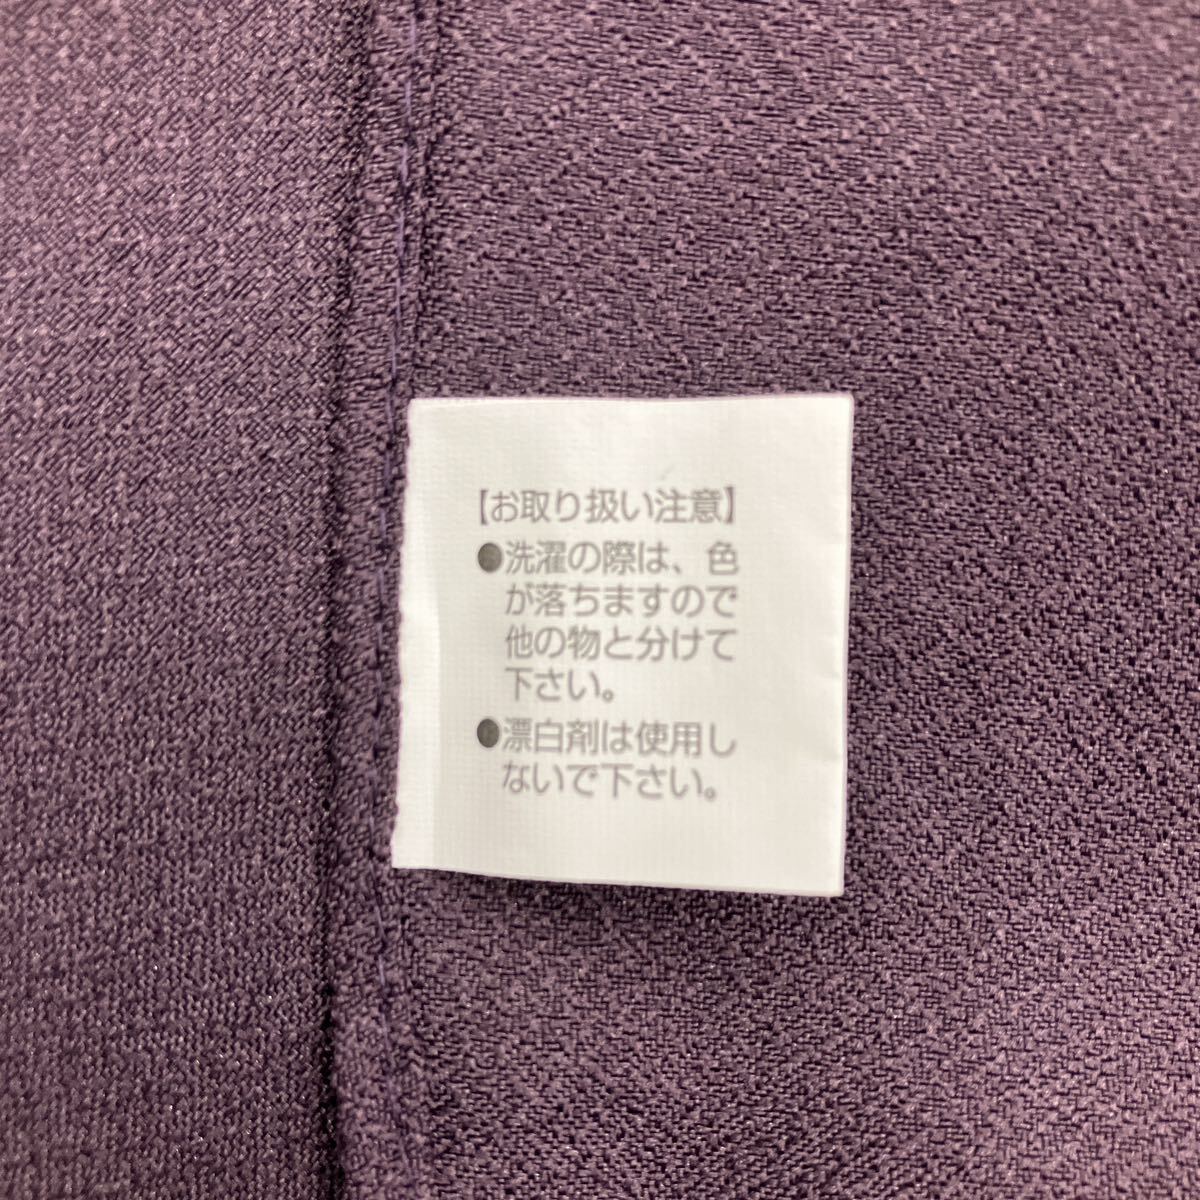 【お取り扱い注意】
●洗濯の際は、色
が落ちますので
他の物と分けて
下さい。
●漂白剤は使用し
ないで下さい。